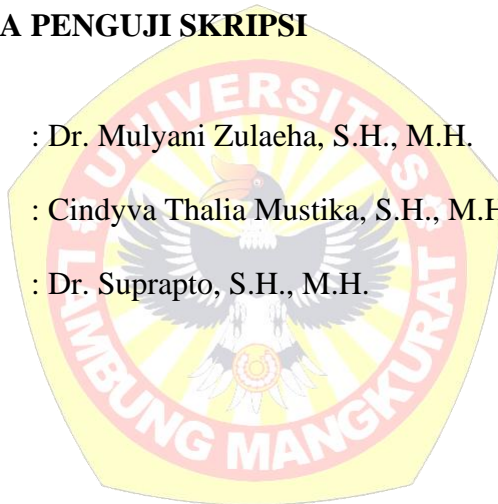 A PENGUJI SKRIPSI
: Dr. Mulyani Zulaeha, S.H., M.H.
: Cindyva Thalia Mustika, S.H., M.H
: Dr. Suprapto, S.H., M.H.
UNIVERSITAS
LAMBUNG MANGKURAT